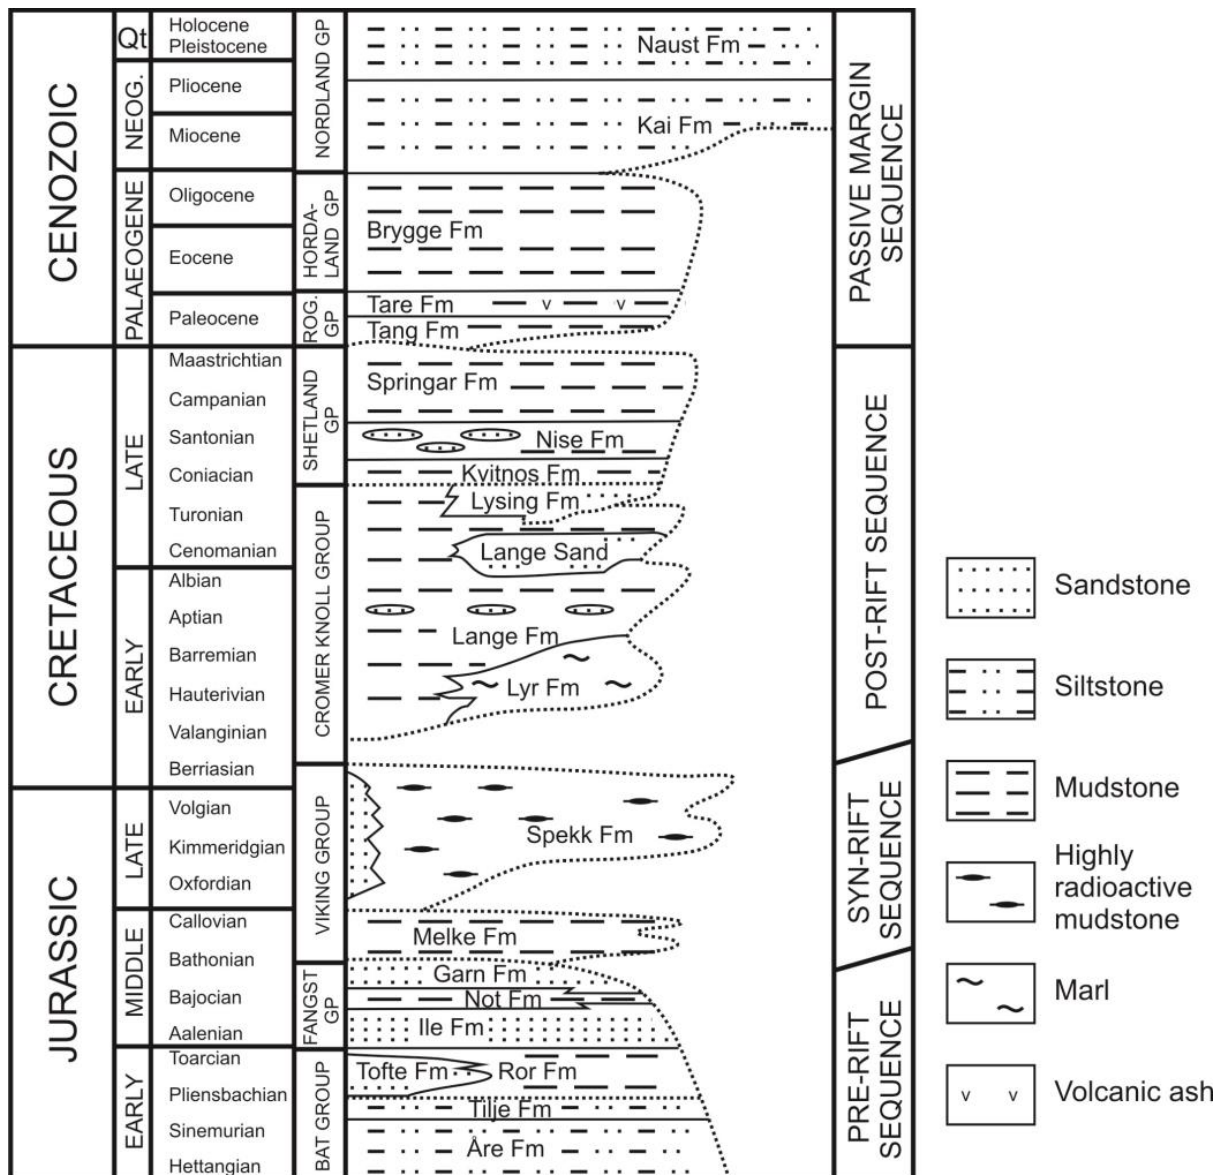 CENOZOIC
Qt
NEOG.
PALAEOGENE
Holocene
Pleistocene
Pliocene
Miocene
Oligocene
Eocene
Paleocene
NORDLAND GP
HORDA-
LAND GP
ROG.
GP
Naust Fm
Kai Fm
Brygge Fm
Tare Fm
v v
Tang Fm
PASSIVE MARGIN
SEQUENCE
CRETACEOUS
LATE
EARLY
Maastrichtian
Campanian
Santonian
Coniacian
Turonian
Cenomanian
Albian
Aptian
Barremian
Hauterivian
Valanginian
Berriasian
SHETLAND
GP
CROMER KNOLL GROUP
Springar Fm
Nise Fm
Kvitnos Fm
Lysing Fm
Lange Sand
Lange Fm
Lyr Fm
POST-RIFT SEQUENCE
JURASSIC
LATE
MIDDLE
EARLY
Volgian
Kimmeridgian
Oxfordian
Callovian
Bathonian
Bajocian
Aalenian
Toarcian
Pliensbachian
Sinemurian
Hettangian
VIKING GROUP
FANGST
GP
BAT GROUP
Spekk Fm
Melke Fm
Garn Fm
Not Fm
Ile Fm
Tofte Fm
Ror Fm
Tilje Fm
Åre Fm
SYN-RIFT
SEQUENCE
PRE-RIFT
SEQUENCE
Sandstone
Siltstone
Mudstone
Highly
radioactive
mudstone
Marl
v v
Volcanic ash